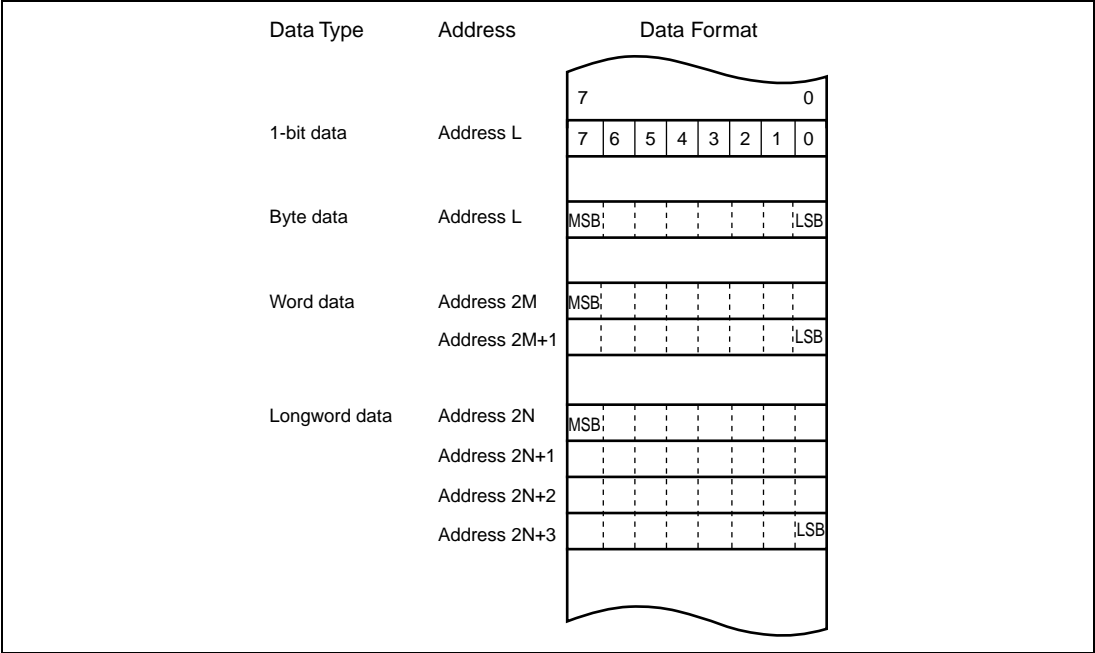 Data Type Address Data Format
7 0
1-bit data Address L 7 6 5 4 3 2 1 0
Byte data Address L MSB LSB
Word data Address 2M MSB
Address 2M+1 LSB
Longword data Address 2N MSB
Address 2N+1
Address 2N+2
Address 2N+3 LSB